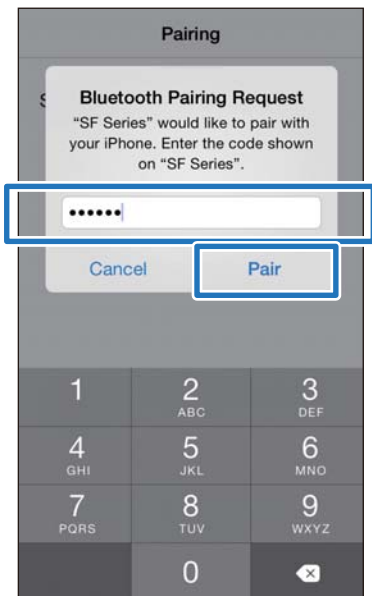 Pairing
S
Bluetooth Pairing Request
“SF Series” would like to pair with
your iPhone. Enter the code shown
on “SF Series”.
••••••
Cancel Pair
1 2 3
ABC DEF
4 5 6
GHI JKL MNO
7 8 9
PQRS TUV WXYZ
0